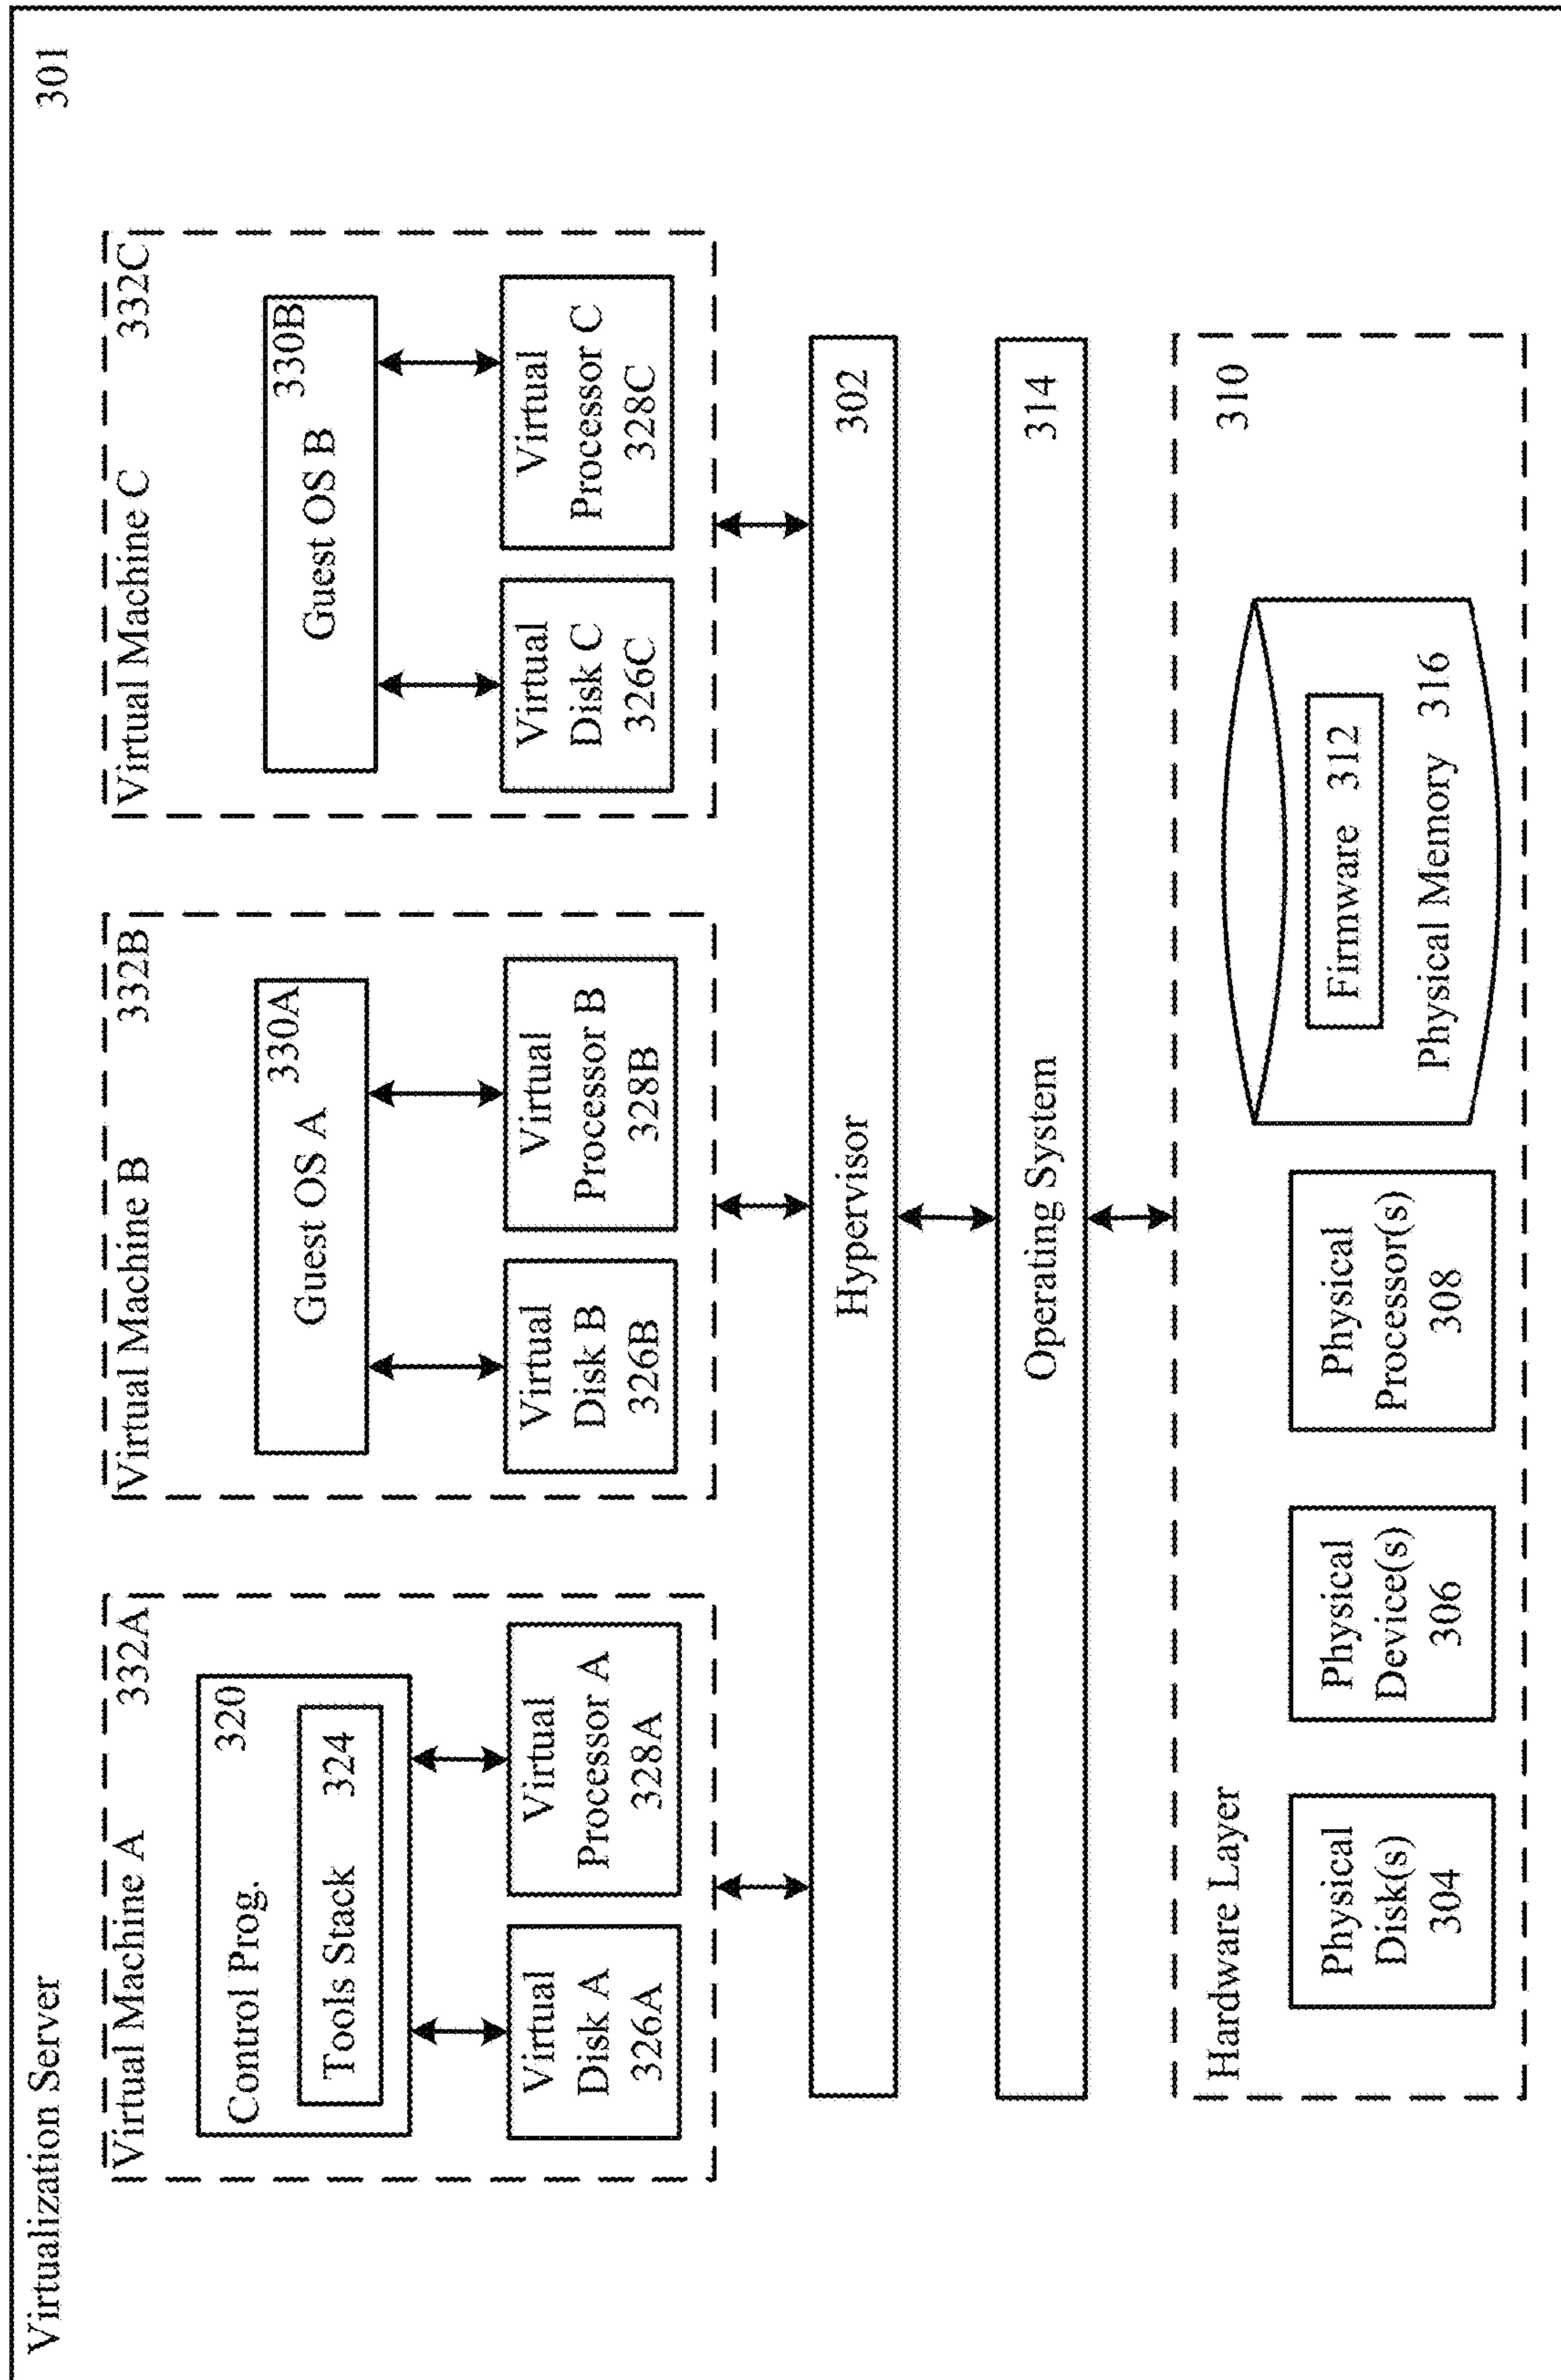 Virtualization Server
301
Virtual Machine A 332A
Control Prog. 320
Tools Stack 324
Virtual
Disk A
326A
Virtual
Processor A
328A
Virtual Machine B 332B
330A
Guest OS A
Virtual
Disk B
326B
Virtual
Processor B
328B
Virtual Machine C 332C
330B
Guest OS B
Virtual
Disk C
326C
Virtual
Processor C
328C
Hypervisor 302
Operating System 314
Hardware Layer 310
Physical
Disk(s)
304
Physical
Device(s)
306
Physical
Processor(s)
308
Firmware 312
Physical Memory 316